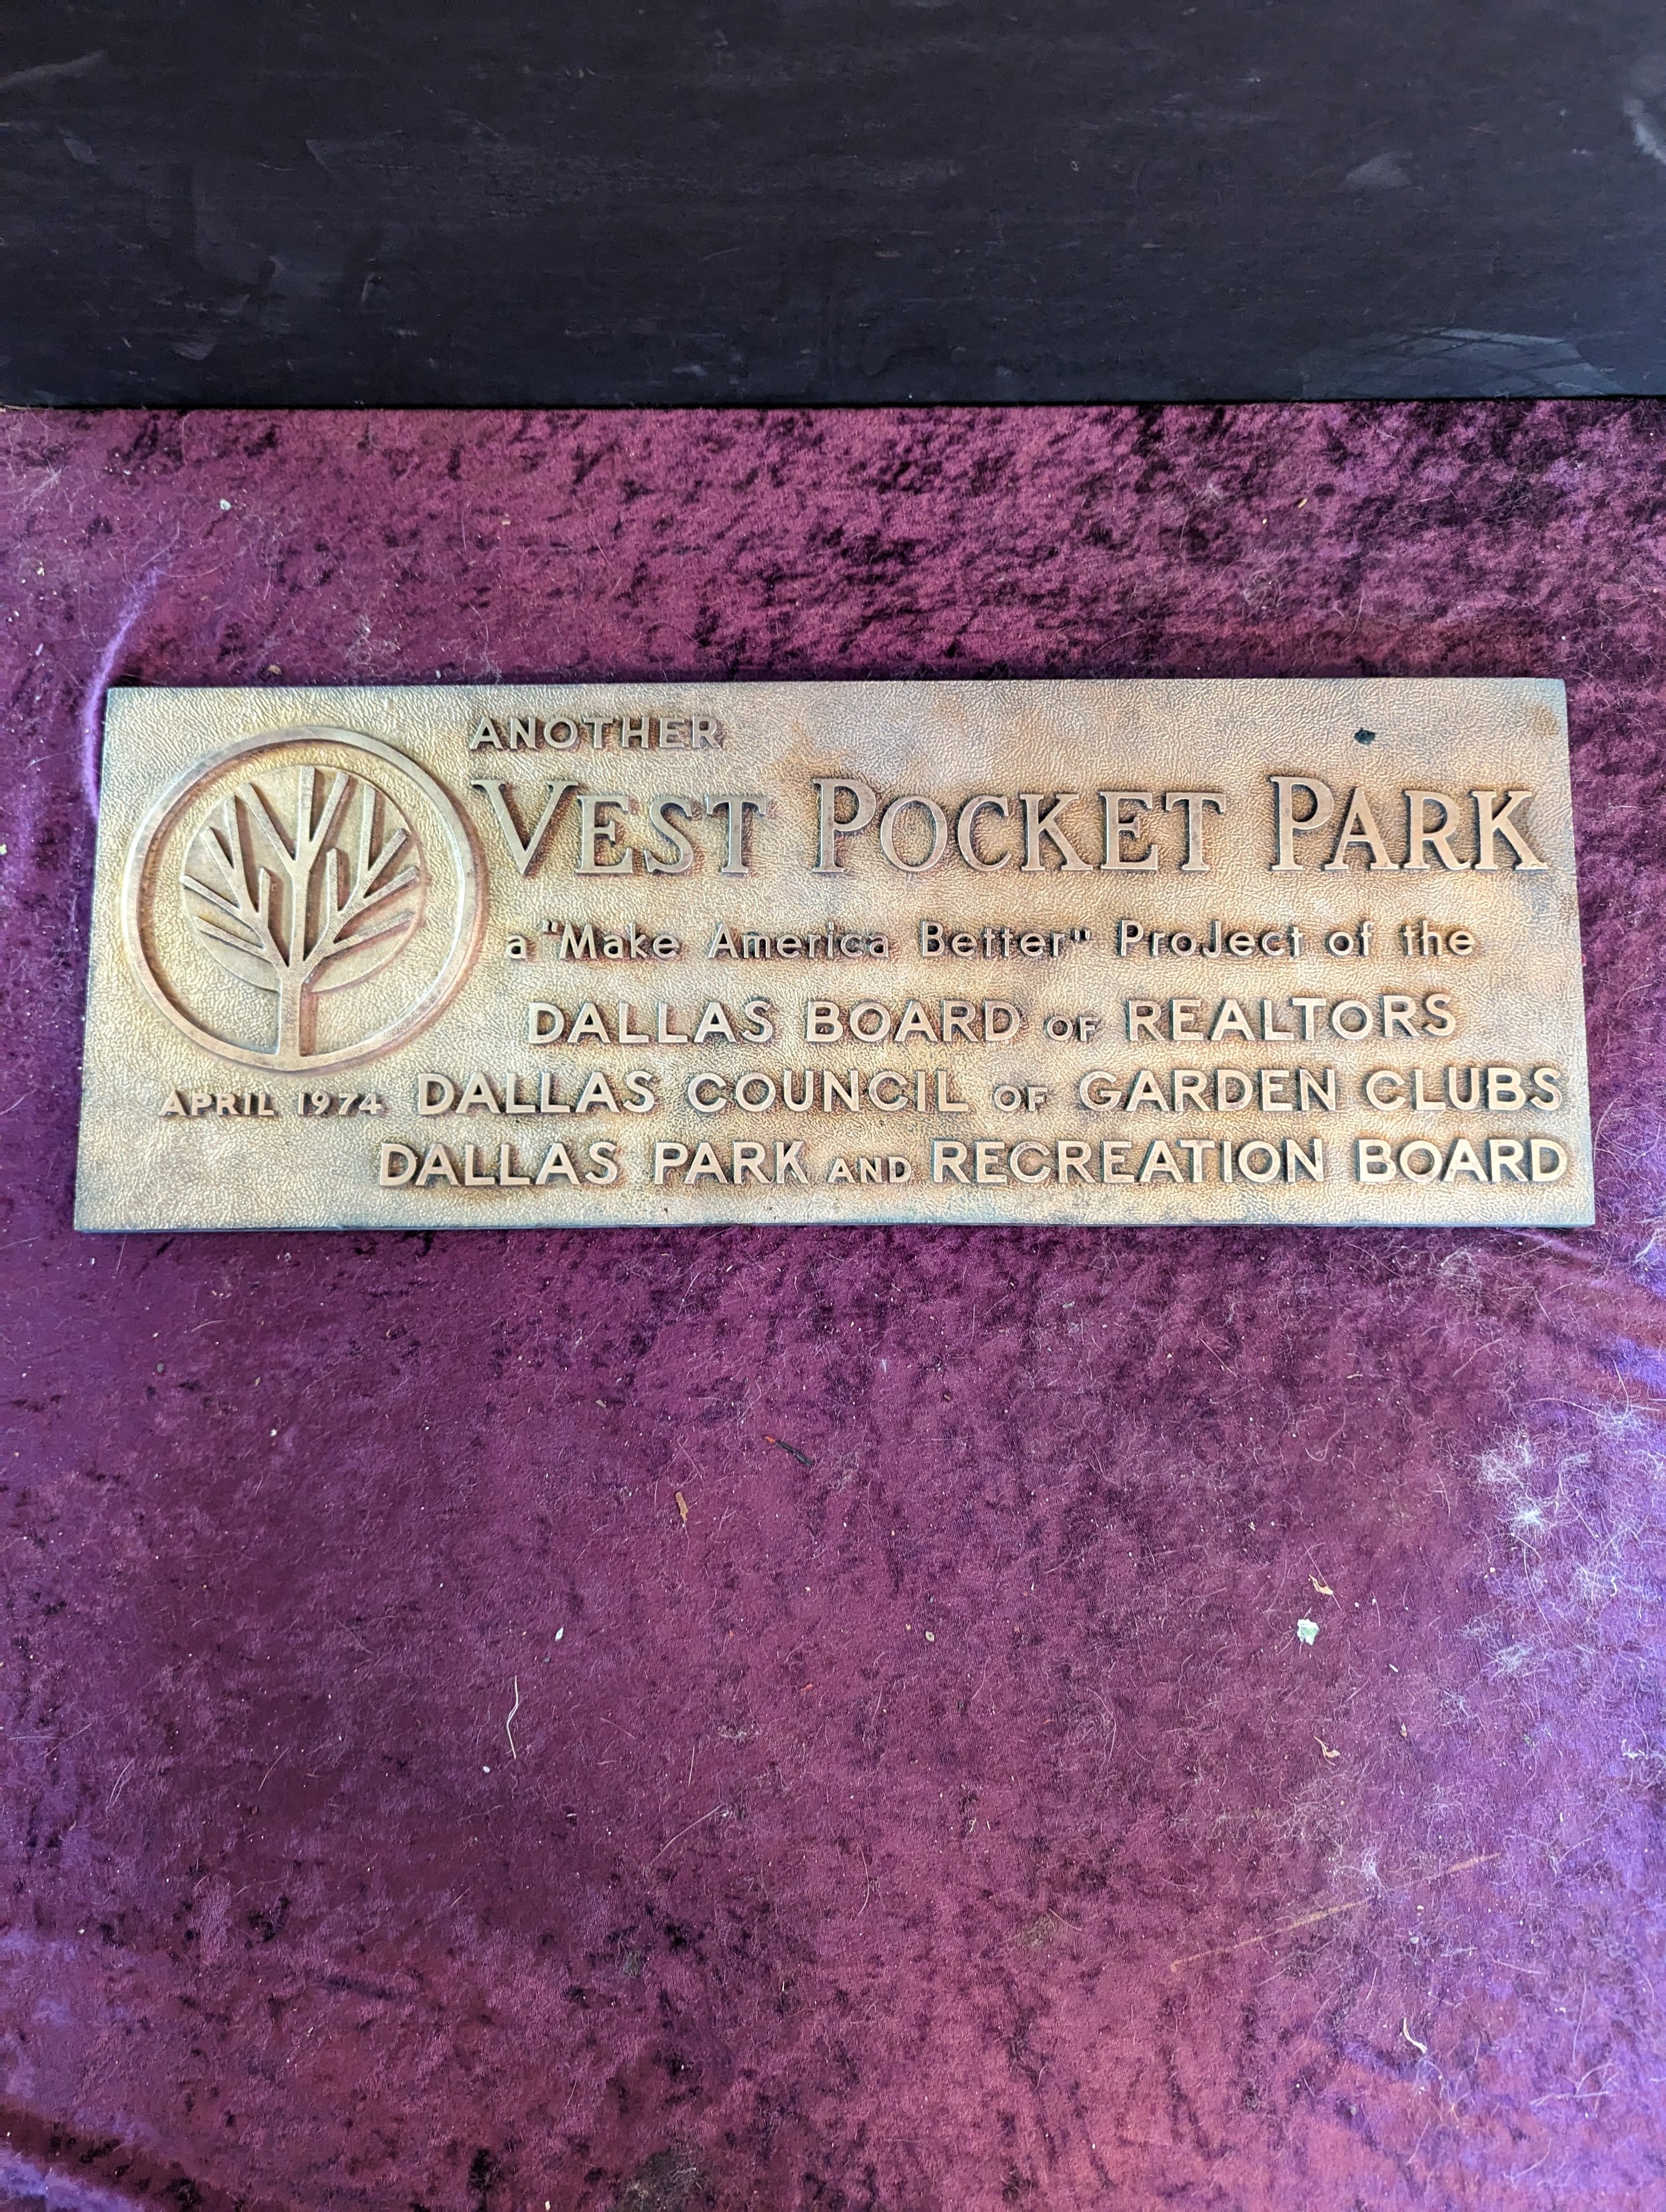 ANOTHER
VEST POCKET PARK
a "Make America Better" ProJect of the
DALLAS BOARD OF REALTORS
APRIL 1974 DALLAS COUNCIL OF GARDEN CLUBS
DALLAS PARK AND RECREATION BOARD